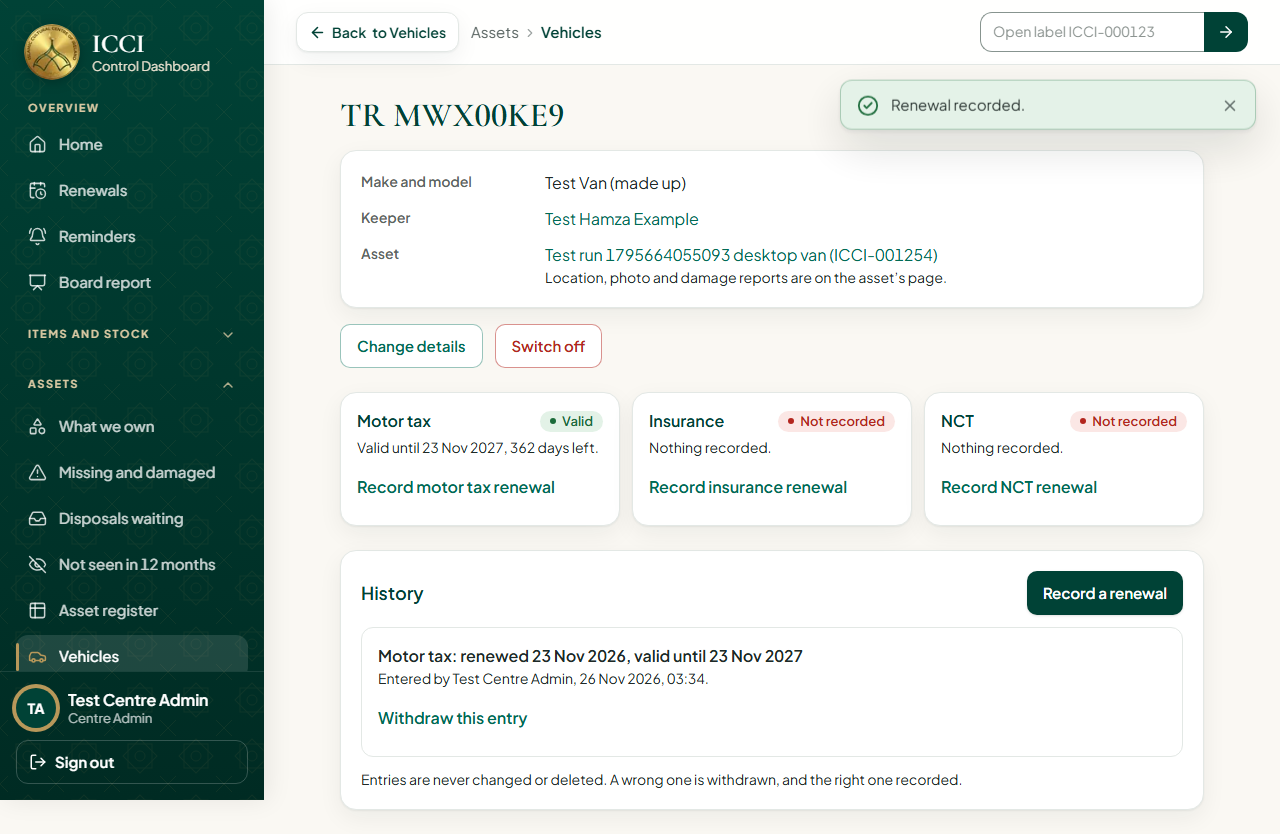 ICCI
Control Dashboard
OVERVIEW
Home
Renewals
Reminders
Board report
ITEMS AND STOCK
ASSETS
What we own
Missing and damaged
Disposals waiting
Not seen in 12 months
Asset register
Vehicles
TA
Test Centre Admin
Centre Admin
Sign out
Back to Vehicles
Assets
Vehicles
Open label ICCI-000123
Renewal recorded.
TR MWX00KE9
Make and model
Test Van (made up)
Keeper
Test Hamza Example
Asset
Test run 1795664055093 desktop van (ICCI-001254)
Location, photo and damage reports are on the asset's page.
Change details
Switch off
Motor tax
Valid
Valid until 23 Nov 2027, 362 days left.
Record motor tax renewal
Insurance
Not recorded
Nothing recorded.
Record insurance renewal
NCT
Not recorded
Nothing recorded.
Record NCT renewal
History
Record a renewal
Motor tax: renewed 23 Nov 2026, valid until 23 Nov 2027
Entered by Test Centre Admin, 26 Nov 2026, 03:34.
Withdraw this entry
Entries are never changed or deleted. A wrong one is withdrawn, and the right one recorded.